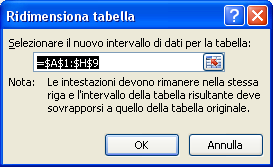 Ridimensiona tabella
Selezionare il nuovo intervallo di dati per la tabella:
=$A$1:$H$9
Nota: Le intestazioni devono rimanere nella stessa
riga e l'intervallo della tabella risultante deve
sovrapporsi a quello della tabella originale.
OK Annulla